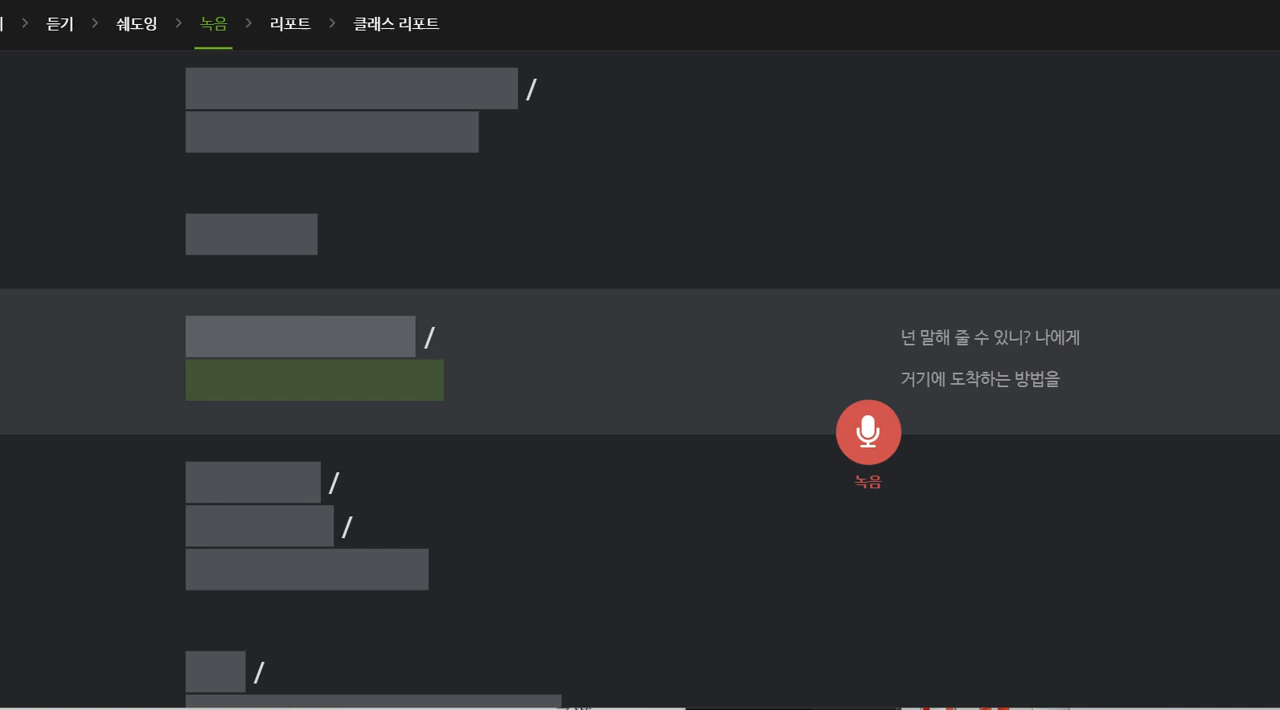 듣기 > 쉐도잉 > 녹음 > 리포트 > 클래스 리포트
/
/
넌 말해 줄 수 있니? 나에게
거기에 도착하는 방법을
녹음
/
/
/